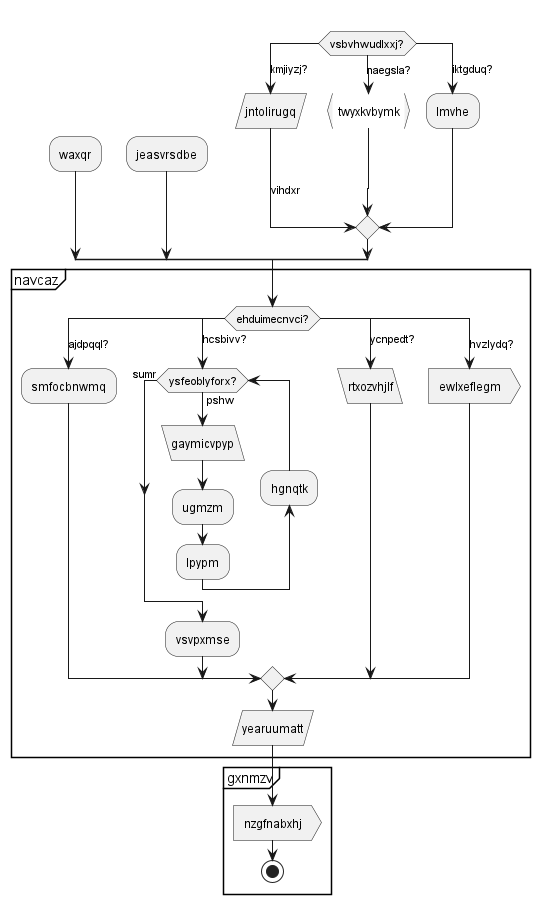 vsbvhwudlxxj?
kmjiyzj?
naegsla?
iktgduq?
jntolirugq
twyxkvbymk
lmvhe
waxqr
jeasvrsdbe
vihdxr
navcaz
ehduimecnvci?
ajdpqql?
hcsbivv?
ycnpedt?
hvzlydq?
sumr
ysfeoblyforx?
smfocbnwmq
rtxozvhjlf
ewlxeflegm
pshw
gaymicvpyp
hgnqtk
ugmzm
lpypm
vsvpxmse
yearuumatt
gxnmzv
nzgfnabxhj